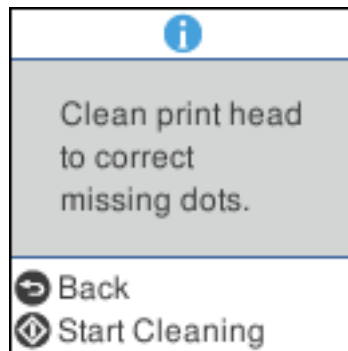 Clean print head
to correct
missing dots.
Back
Start Cleaning